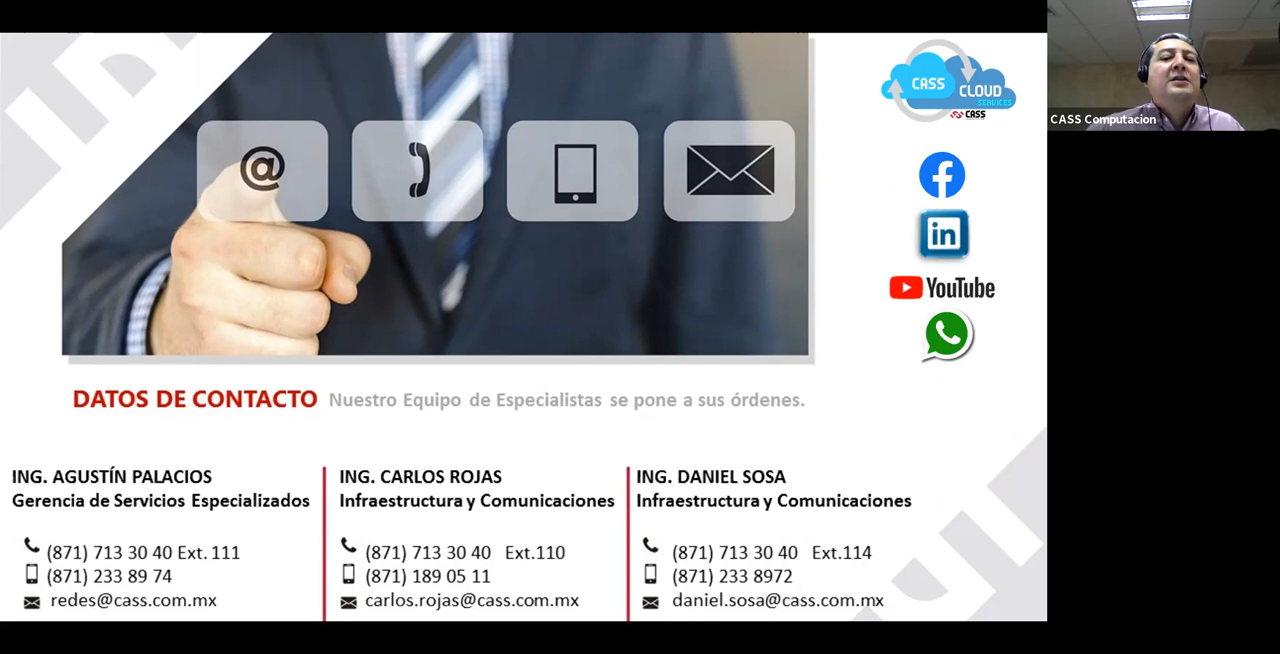 CASS
CLOUD
SERVICES
CASS
CASS Computacion
@
f
in
YouTube
DATOS DE CONTACTO Nuestro Equipo de Especialistas se pone a sus órdenes.
ING. AGUSTÍN PALACIOS
Gerencia de Servicios Especializados
(871) 713 30 40 Ext. 111
(871) 233 89 74
redes@cass.com.mx
ING. CARLOS ROJAS
Infraestructura y Comunicaciones
(871) 713 30 40 Ext.110
(871) 189 05 11
carlos.rojas@cass.com.mx
ING. DANIEL SOSA
Infraestructura y Comunicaciones
(871) 713 30 40 Ext.114
(871) 233 8972
daniel.sosa@cass.com.mx